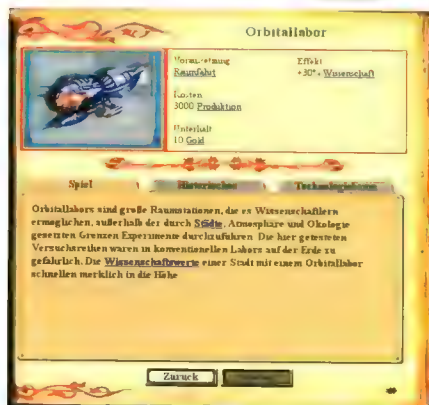 Orbitallabor
Voraussetzung
Raumfahrt
Effekt
+30% Wissenschaft
Kosten
3000 Produktion
Unterhalt
10 Gold
Spiel Historisches
Orbitallabors sind große Raumstationen, die es Wissenschaftlern
ermöglichen, außerhalb der durch Städte, Atmosphäre und Ökologie
gesetzten Grenzen Experimente durchzuführen. Die hier getesteten
Versuchsreihen waren in konventionellen Labors auf der Erde zu
gefährlich. Die Wissenschaftswerte einer Stadt mit einem Orbitallabor
schnellen merklich in die Höhe
Zurück